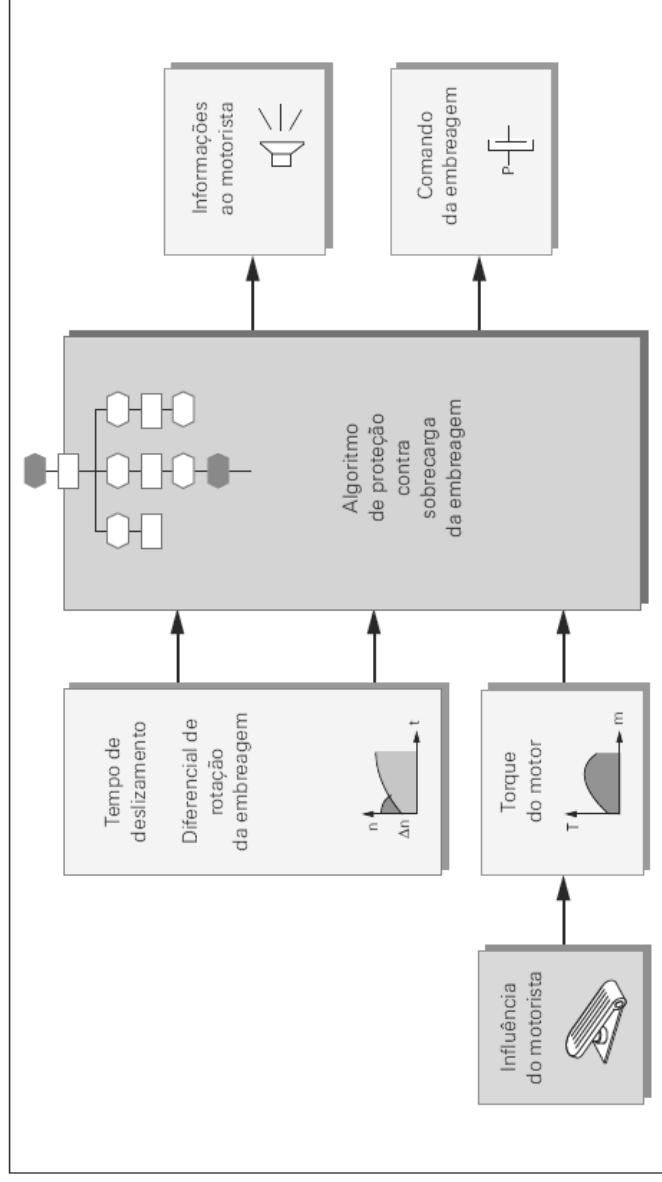 Influência
do motorista
Tempo de
deslizamento
Diferencial de
rotação
da embreagem
n
Δn
t
Torque
do motor
T
m
Algoritmo
de proteção
contra
sobrecarga
da embreagem
Informações
ao motorista
Comando
da embreagem
P